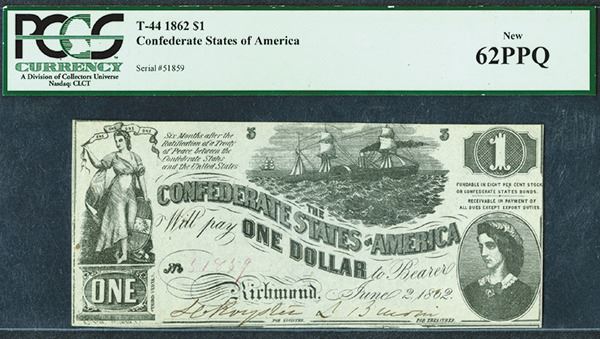 PCGS
CURRENCY
A Division of Collectors Universe
Nasdaq: CLCT
T-44 1862 $1
Confederate States of America
Serial #51859
New
62PPQ
Six Months after the
Ratification of a Treaty
of Peace between the
Confederate States
and the United States
3 3
1
FUNDABLE IN EIGHT PER CENT STOCK
OR CONFEDERATE STATES BONDS.
RECEIVABLE IN PAYMENT OF
ALL DUES EXCEPT EXPORT DUTIES.
THE
CONFEDERATE STATES OF AMERICA
Will pay ONE DOLLAR to Bearer
No 51859
Richmond, June 2, 1862.
ONE
FOR REGISTER. FOR TREASURER.